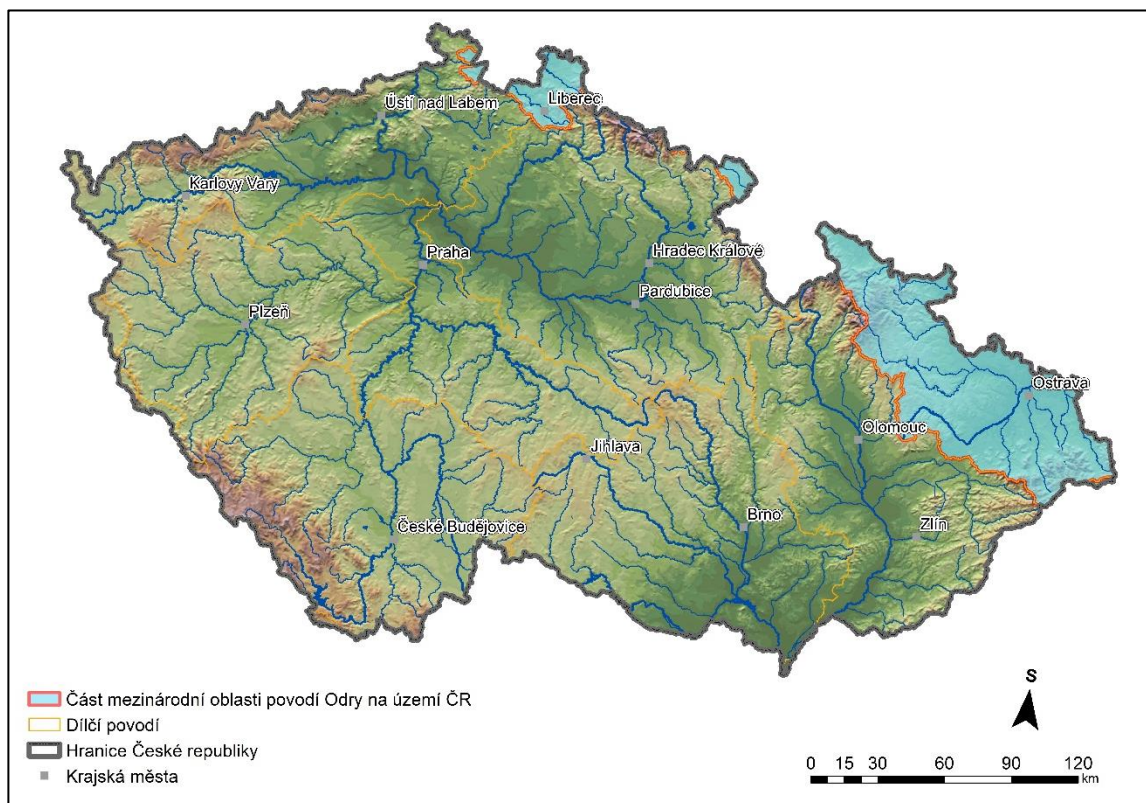 Ústí nad Labem
Liberec
Karlovy Vary
Praha
Hradec Králové
Pardubice
Plzeň
Ostrava
Olomouc
Jihlava
České Budějovice
Brno
Zlín
Část mezinárodní oblasti povodí Odry na území ČR
Dílčí povodí
Hranice České republiky
Krajská města
S
0 15 30 60 90 120
km